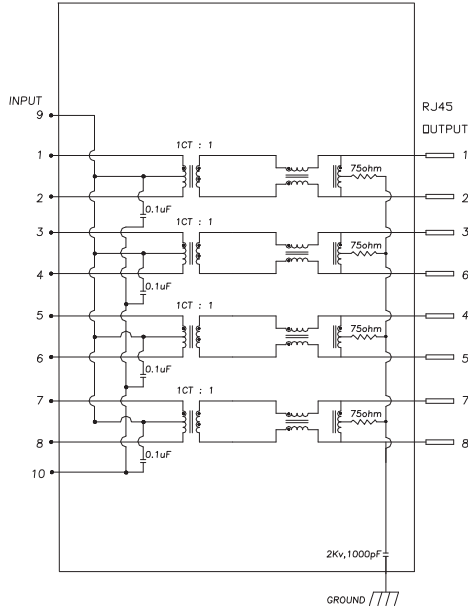 INPUT
RJ45
OUTPUT
9
1CT : 1
1
75ohm
1
2
2
0.1uF
1CT : 1
3
75ohm
3
4
6
0.1uF
1CT : 1
5
75ohm
4
6
5
0.1uF
1CT : 1
7
75ohm
7
8
8
0.1uF
10
2Kv,1000pF
GROUND